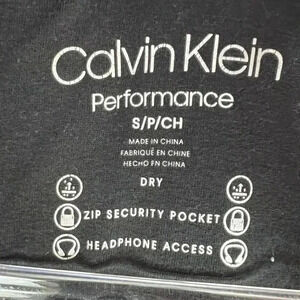 Calvin Klein
Performance
S/P/CH
MADE IN CHINA
FABRIQUÉ EN CHINE
HECHO EN CHINA
DRY
ZIP SECURITY POCKET
HEADPHONE ACCESS